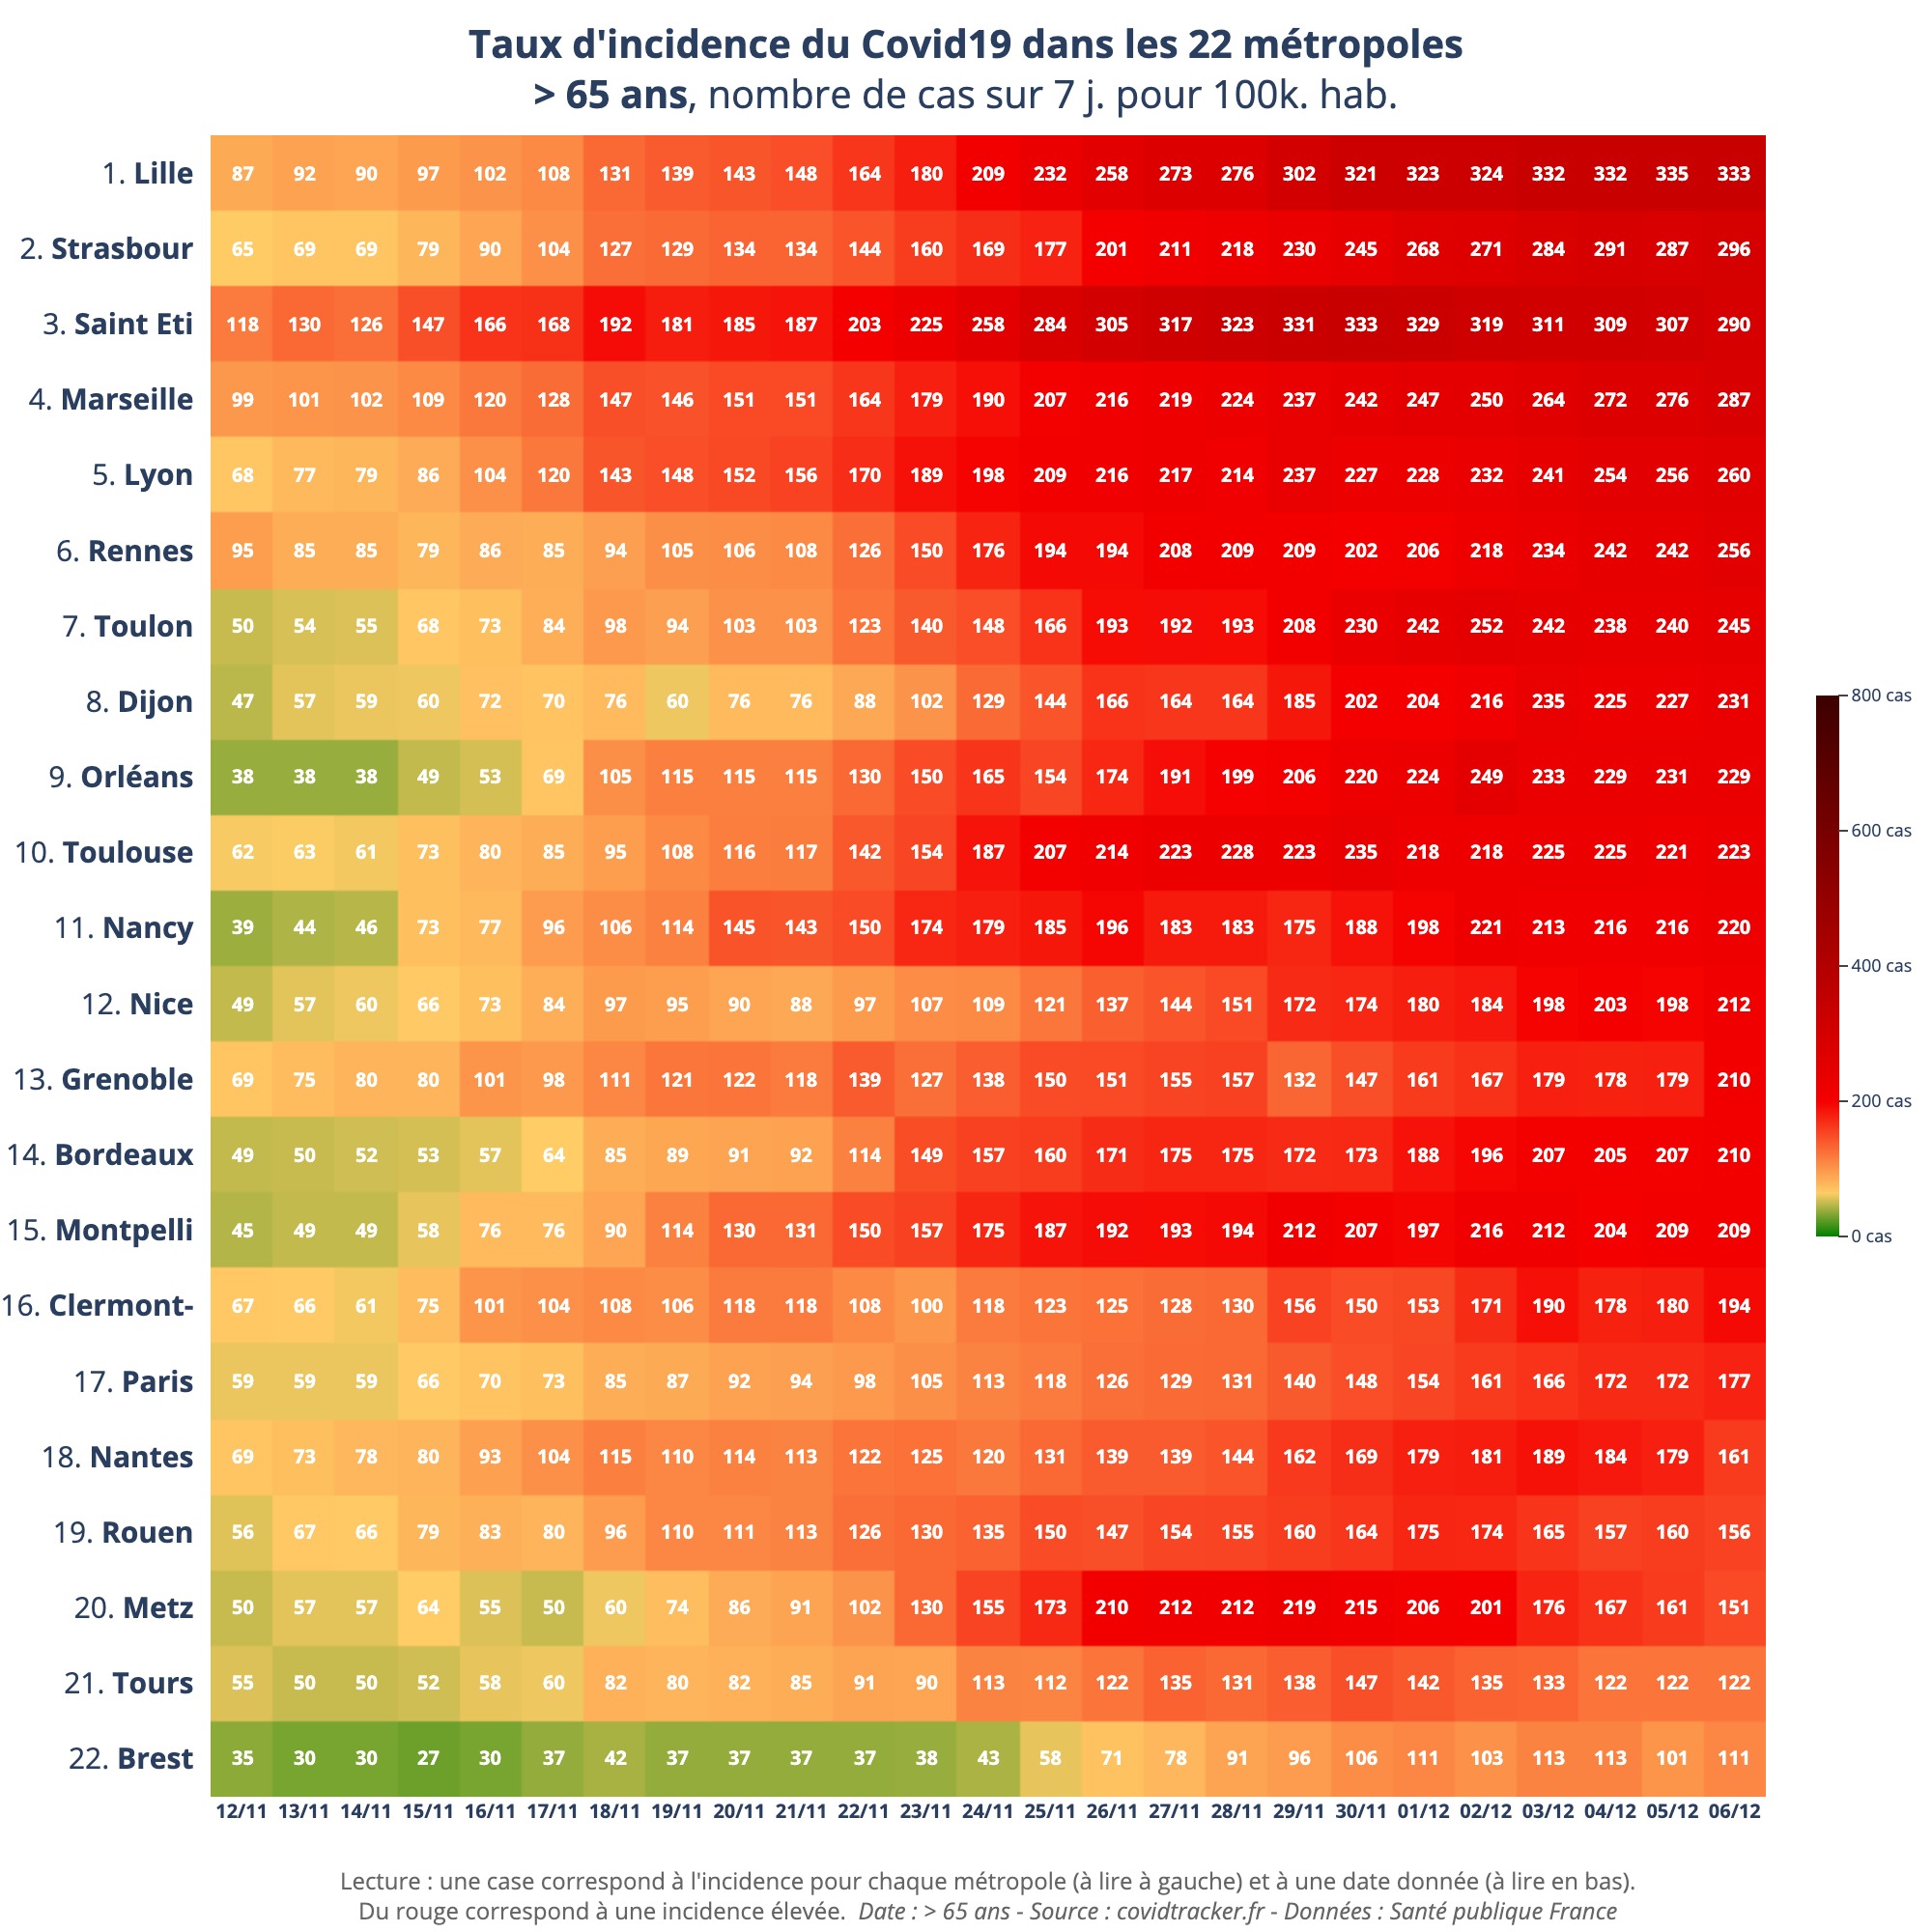 Taux d'incidence du Covid19 dans les 22 métropoles
> 65 ans, nombre de cas sur 7 j. pour 100k. hab.
1. Lille 87 92 90 97 102 108 131 139 143 148 164 180 209 232 258 273 276 302 321 323 324 332 332 335 333
2. Strasbour 65 69 69 79 90 104 127 129 134 134 144 160 169 177 201 211 218 230 245 268 271 284 291 287 296
3. Saint Eti 118 130 126 147 166 168 192 181 185 187 203 225 258 284 305 317 323 331 333 329 319 311 309 307 290
4. Marseille 99 101 102 109 120 128 147 146 151 151 164 179 190 207 216 219 224 237 242 247 250 264 272 276 287
5. Lyon 68 77 79 86 104 120 143 148 152 156 170 189 198 209 216 217 214 237 227 228 232 241 254 256 260
6. Rennes 95 85 85 79 86 85 94 105 106 108 126 150 176 194 194 208 209 209 202 206 218 234 242 242 256
7. Toulon 50 54 55 68 73 84 98 94 103 103 123 140 148 166 193 192 193 208 230 242 252 242 238 240 245
8. Dijon 47 57 59 60 72 70 76 60 76 76 88 102 129 144 166 164 164 185 202 204 216 235 225 227 231
9. Orléans 38 38 38 49 53 69 105 115 115 115 130 150 165 154 174 191 199 206 220 224 249 233 229 231 229
10. Toulouse 62 63 61 73 80 85 95 108 116 117 142 154 187 207 214 223 228 223 235 218 218 225 225 221 223
11. Nancy 39 44 46 73 77 96 106 114 145 143 150 174 179 185 196 183 183 175 188 198 221 213 216 216 220
12. Nice 49 57 60 66 73 84 97 95 90 88 97 107 109 121 137 144 151 172 174 180 184 198 203 198 212
13. Grenoble 69 75 80 80 101 98 111 121 122 118 139 127 138 150 151 155 157 132 147 161 167 179 178 179 210
14. Bordeaux 49 50 52 53 57 64 85 89 91 92 114 149 157 160 171 175 175 172 173 188 196 207 205 207 210
15. Montpelli 45 49 49 58 76 76 90 114 130 131 150 157 175 187 192 193 194 212 207 197 216 212 204 209 209
16. Clermont- 67 66 61 75 101 104 108 106 118 118 108 100 118 123 125 128 130 156 150 153 171 190 178 180 194
17. Paris 59 59 59 66 70 73 85 87 92 94 98 105 113 118 126 129 131 140 148 154 161 166 172 172 177
18. Nantes 69 73 78 80 93 104 115 110 114 113 122 125 120 131 139 139 144 162 169 179 181 189 184 179 161
19. Rouen 56 67 66 79 83 80 96 110 111 113 126 130 135 150 147 154 155 160 164 175 174 165 157 160 156
20. Metz 50 57 57 64 55 50 60 74 86 91 102 130 155 173 210 212 212 219 215 206 201 176 167 161 151
21. Tours 55 50 50 52 58 60 82 80 82 85 91 90 113 112 122 135 131 138 147 142 135 133 122 122 122
22. Brest 35 30 30 27 30 37 42 37 37 37 37 38 43 58 71 78 91 96 106 111 103 113 113 101 111
12/11 13/11 14/11 15/11 16/11 17/11 18/11 19/11 20/11 21/11 22/11 23/11 24/11 25/11 26/11 27/11 28/11 29/11 30/11 01/12 02/12 03/12 04/12 05/12 06/12
800 cas
600 cas
400 cas
200 cas
0 cas
Lecture : une case correspond à l'incidence pour chaque métropole (à lire à gauche) et à une date donnée (à lire en bas).
Du rouge correspond à une incidence élevée. Date : > 65 ans - Source : covidtracker.fr - Données : Santé publique France